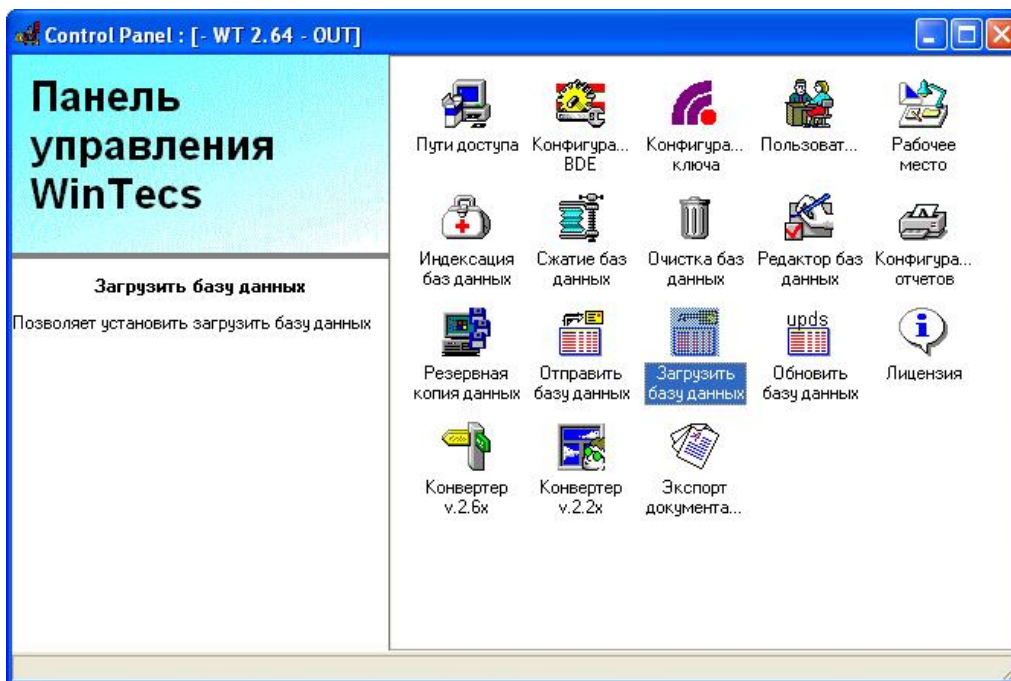 Control Panel : [- WT 2.64 - OUT]
Панель
управления
WinTecs
Загрузить базу данных
Позволяет установить загрузить базу данных
Пути доступа
Конфигура...
BDE
Конфигура...
ключа
Пользоват...
Рабочее
место
Индексация
баз данных
Сжатие баз
данных
Очистка баз
данных
Редактор баз
данных
Конфигура...
отчетов
Резервная
копия данных
Отправить
базу данных
Загрузить
базу данных
upds
Обновить
базу данных
Лицензия
Конвертер
v.2.6x
Конвертер
v.2.2x
Экспорт
документа...